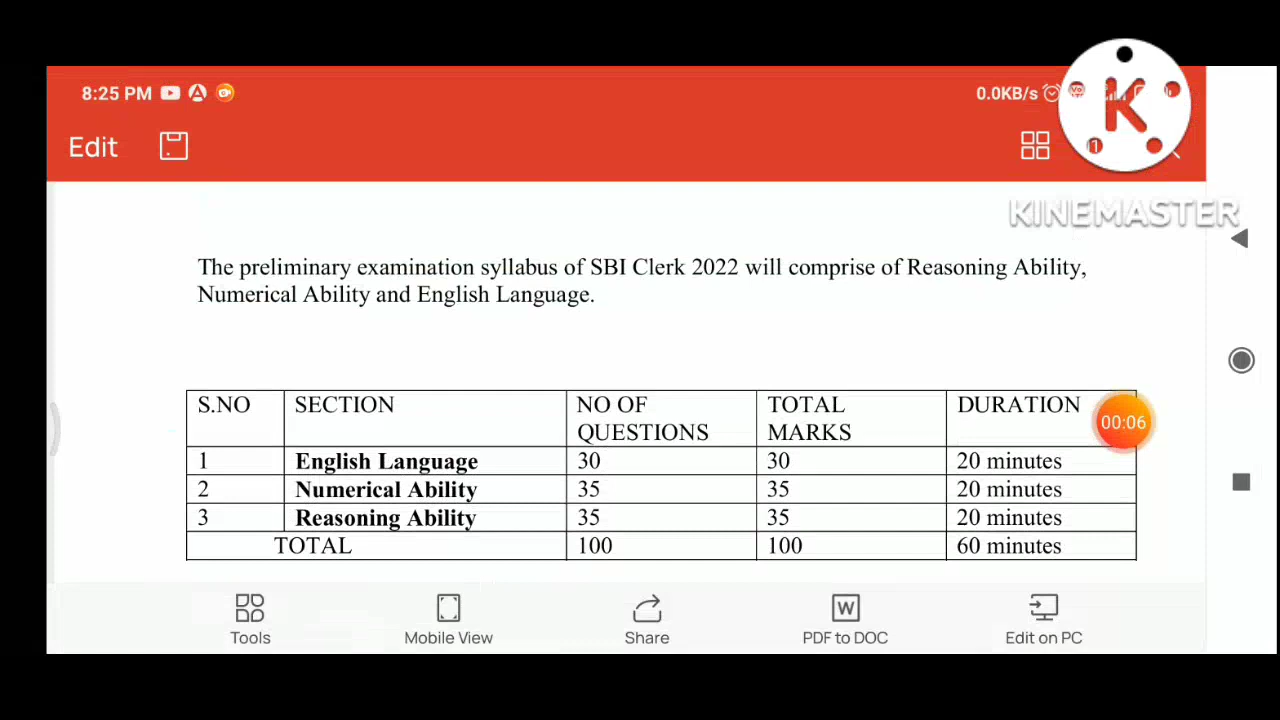 8:25 PM
0.0KB/s
Edit
K
KINEMASTER
The preliminary examination syllabus of SBI Clerk 2022 will comprise of Reasoning Ability,
Numerical Ability and English Language.
S.NO SECTION NO OF QUESTIONS TOTAL MARKS DURATION
00:06
1 English Language 30 30 20 minutes
2 Numerical Ability 35 35 20 minutes
3 Reasoning Ability 35 35 20 minutes
TOTAL 100 100 60 minutes
Tools Mobile View Share PDF to DOC Edit on PC